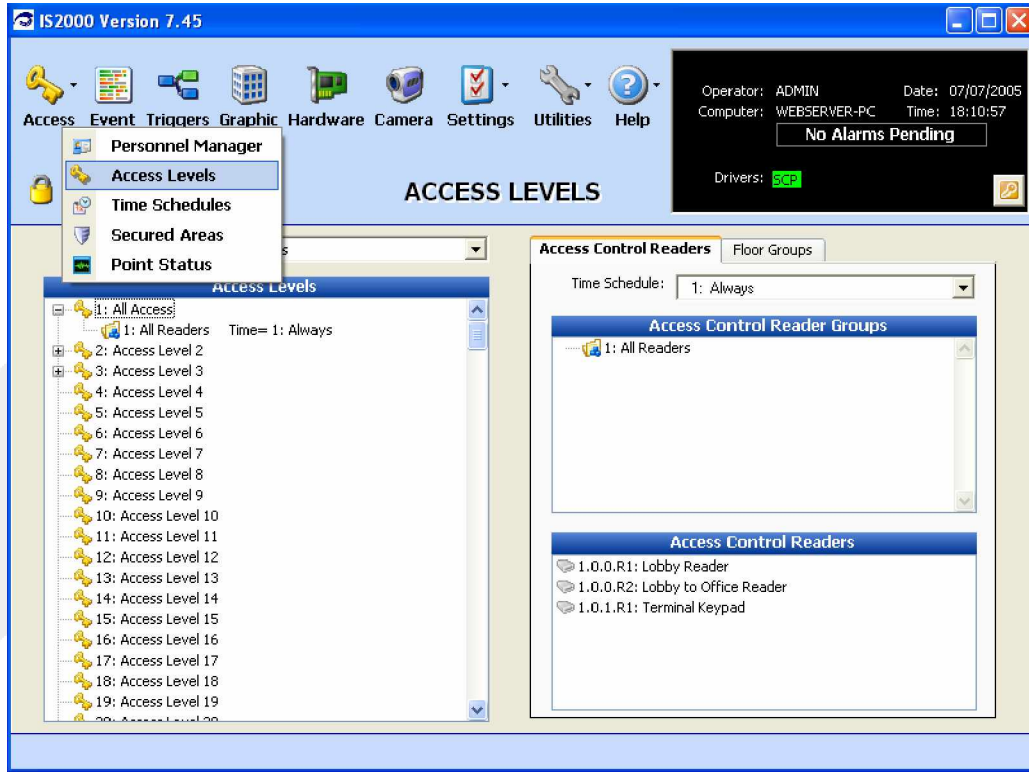 IS2000 Version 7.45
Access Event Triggers Graphic Hardware Camera Settings Utilities Help
Operator: ADMIN Date: 07/07/2005
Computer: WEBSERVER-PC Time: 18:10:57
No Alarms Pending
Drivers: SCP
Personnel Manager
Access Levels
Time Schedules
Secured Areas
Point Status
ACCESS LEVELS
Access Levels
1: All Access
1: All Readers Time= 1: Always
2: Access Level 2
3: Access Level 3
4: Access Level 4
5: Access Level 5
6: Access Level 6
7: Access Level 7
8: Access Level 8
9: Access Level 9
10: Access Level 10
11: Access Level 11
12: Access Level 12
13: Access Level 13
14: Access Level 14
15: Access Level 15
16: Access Level 16
17: Access Level 17
18: Access Level 18
19: Access Level 19
Access Control Readers Floor Groups
Time Schedule: 1: Always
Access Control Reader Groups
1: All Readers
Access Control Readers
1.0.0.R1: Lobby Reader
1.0.0.R2: Lobby to Office Reader
1.0.1.R1: Terminal Keypad